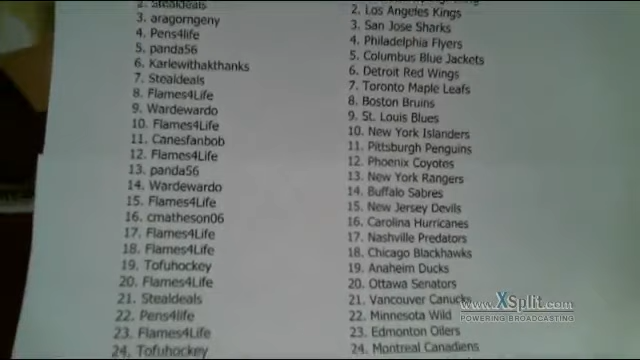 2. Stealdeals
3. aragorngeny
4. Pens4life
5. panda56
6. Karlewithakthanks
7. Stealdeals
8. Flames4Life
9. Wardewardo
10. Flames4Life
11. Canesfanbob
12. Flames4Life
13. panda56
14. Wardewardo
15. Flames4Life
16. cmatheson06
17. Flames4Life
18. Flames4Life
19. Tofuhockey
20. Flames4Life
21. Stealdeals
22. Pens4life
23. Flames4Life
24. Tofuhockey
2. Los Angeles Kings
3. San Jose Sharks
4. Philadelphia Flyers
5. Columbus Blue Jackets
6. Detroit Red Wings
7. Toronto Maple Leafs
8. Boston Bruins
9. St. Louis Blues
10. New York Islanders
11. Pittsburgh Penguins
12. Phoenix Coyotes
13. New York Rangers
14. Buffalo Sabres
15. New Jersey Devils
16. Carolina Hurricanes
17. Nashville Predators
18. Chicago Blackhawks
19. Anaheim Ducks
20. Ottawa Senators
21. Vancouver Canucks
22. Minnesota Wild
23. Edmonton Oilers
24. Montreal Canadiens
www.XSplit.com
POWERING BROADCASTING